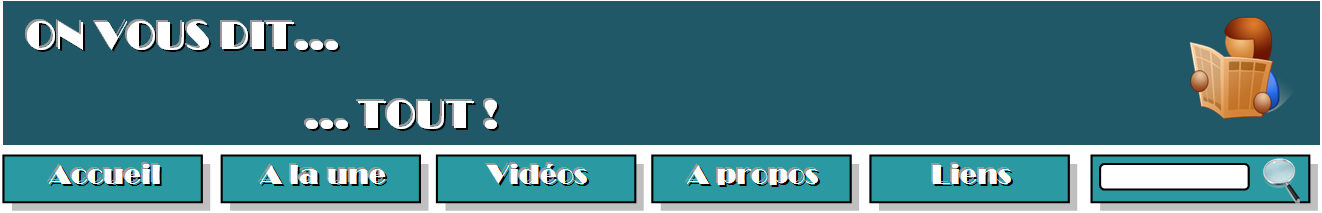 ON VOUS DIT...
... TOUT !
Accueil
A la une
Vidéos
A propos
Liens